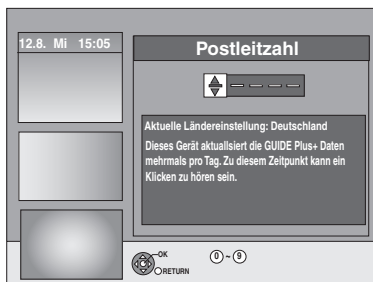 12.8. Mi 15:05
Postleitzahl
– – – –
Aktuelle Ländereinstellung: Deutschland
Dieses Gerät aktuallsiert die GUIDE Plus+ Daten
mehrmals pro Tag. Zu diesem Zeitpunkt kann ein
Klicken zu hören sein.
OK
RETURN
0 ~ 9